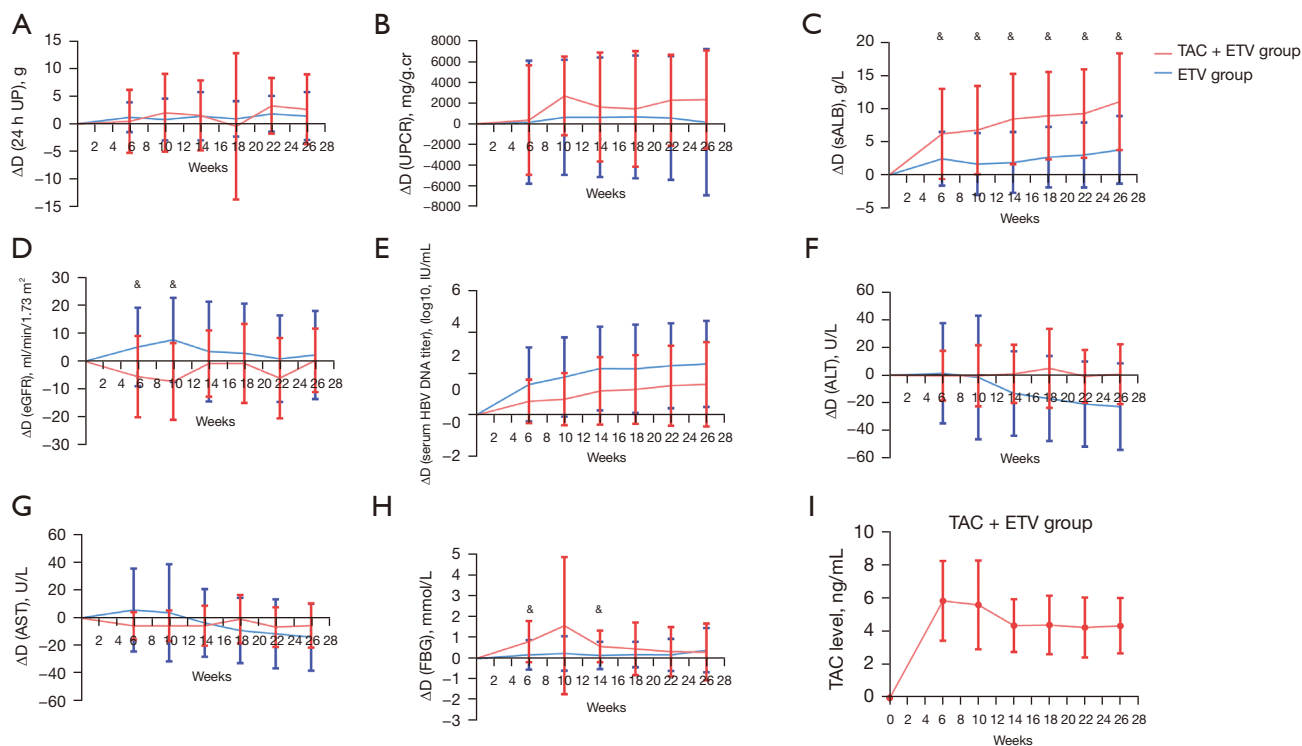 A
ΔD (24 h UP), g
15
10
5
0
−5
−10
−15
2 4 6 8 10 12 14 16 18 20 22 24 26 28
Weeks
B
ΔD (UPCR), mg/g.cr
8000
6000
4000
2000
0
2000
4000
−6000
8000
2 4 6 8 10 12 14 16 18 20 22 24 26 28
Weeks
C
& & & & & &
ΔD (sALB), g/L
20
15
10
5
0
−5
2 4 6 8 10 12 14 16 18 20 22 24 26 28
Weeks
TAC + ETV group
ETV group
D
& &
ΔD (eGFR), ml/min/1.73 m²
30
20
10
0
−10
−20
−30
2 4 6 8 10 12 14 16 18 20 22 24 26 28
Weeks
E
ΔD (serum HBV DNA titer), (log10, IU/mL
6
4
2
0
−0
−2
2 4 6 8 10 12 14 16 18 20 22 24 26 28
Weeks
F
ΔD (ALT), U/L
60
40
20
0
−20
−40
−60
2 4 6 8 10 12 14 16 18 20 22 24 26 28
Weeks
G
ΔD (AST), U/L
60
40
20
0
−20
−40
−60
2 4 6 8 10 12 14 16 18 20 22 24 26 28
Weeks
H
& &
ΔD (FBG), mmol/L
5
4
3
2
1
0
−1
−2
−3
2 4 6 8 10 12 14 16 18 20 22 24 26 28
Weeks
I
TAC + ETV group
TAC level, ng/mL
10
8
6
4
2
0
0 2 4 6 8 10 12 14 16 18 20 22 24 26 28
Weeks